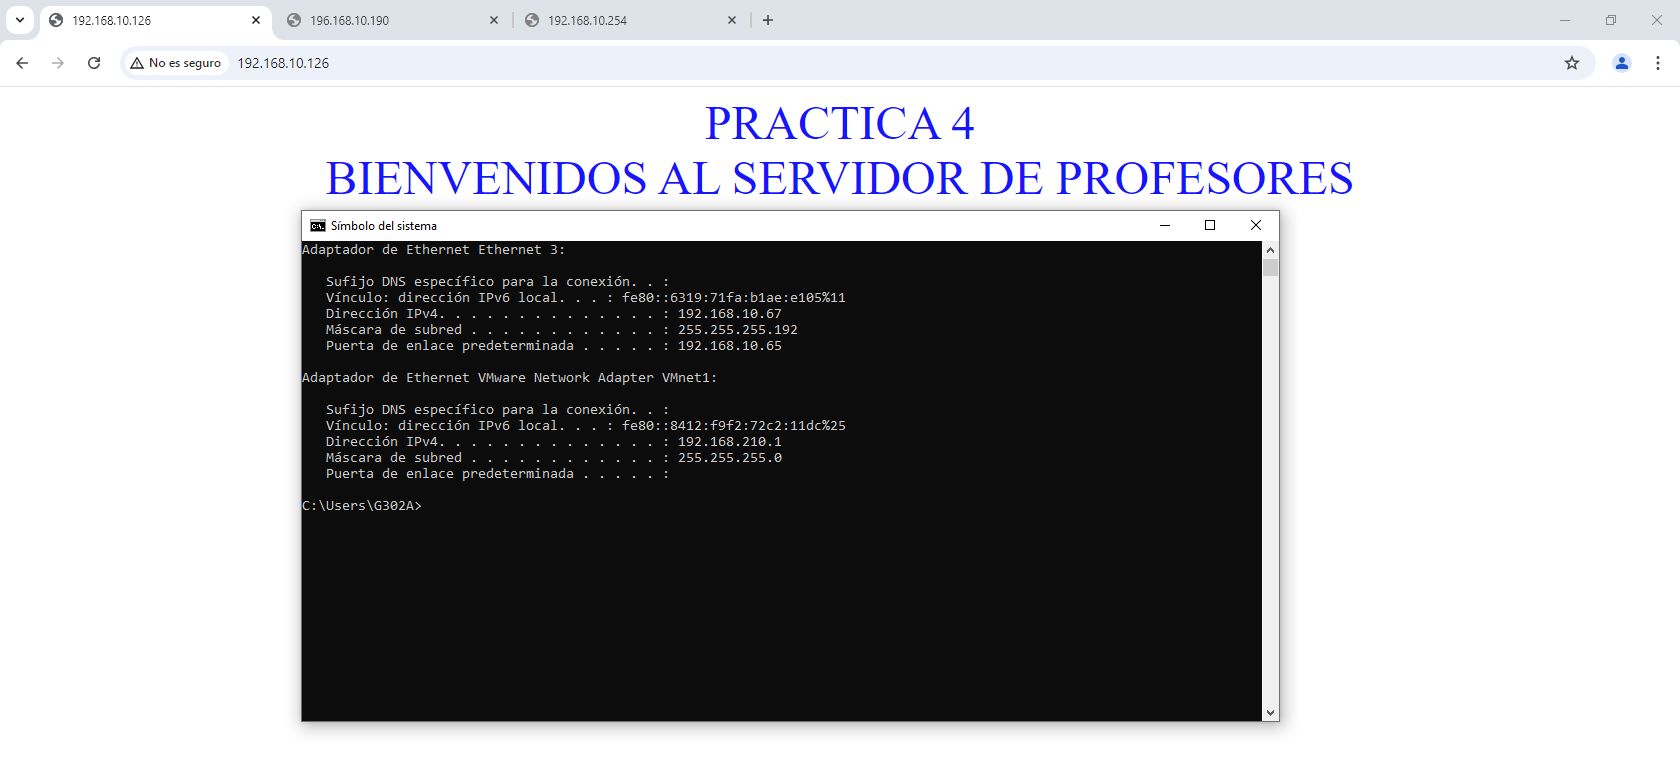 192.168.10.126
196.168.10.190
192.168.10.254
No es seguro
192.168.10.126
PRACTICA 4
BIENVENIDOS AL SERVIDOR DE PROFESORES
Símbolo del sistema
Adaptador de Ethernet Ethernet 3:
Sufijo DNS específico para la conexión. . :
Vínculo: dirección IPv6 local. . . : fe80::6319:71fa:b1ae:e105%11
Dirección IPv4. . . . . . . . . . . . . . : 192.168.10.67
Máscara de subred . . . . . . . . . . . . : 255.255.255.192
Puerta de enlace predeterminada . . . . . : 192.168.10.65
Adaptador de Ethernet VMware Network Adapter VMnet1:
Sufijo DNS específico para la conexión. . :
Vínculo: dirección IPv6 local. . . : fe80::8412:f9f2:72c2:11dc%25
Dirección IPv4. . . . . . . . . . . . . . : 192.168.210.1
Máscara de subred . . . . . . . . . . . . : 255.255.255.0
Puerta de enlace predeterminada . . . . . :
C:\Users\G302A>